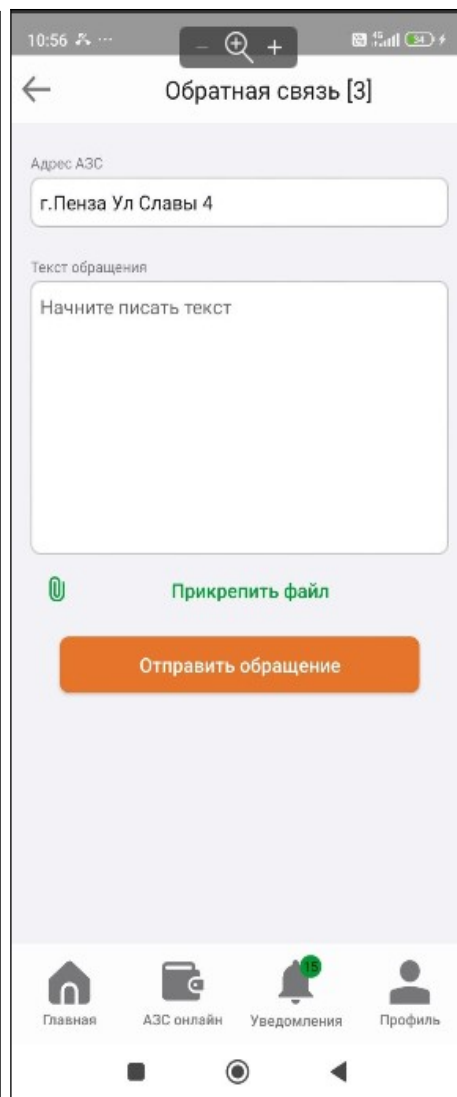 10:56
Обратная связь [3]
Адрес АЗС
г.Пенза Ул Славы 4
Текст обращения
Начните писать текст
Прикрепить файл
Отправить обращение
15
Главная
АЗС онлайн
Уведомления
Профиль